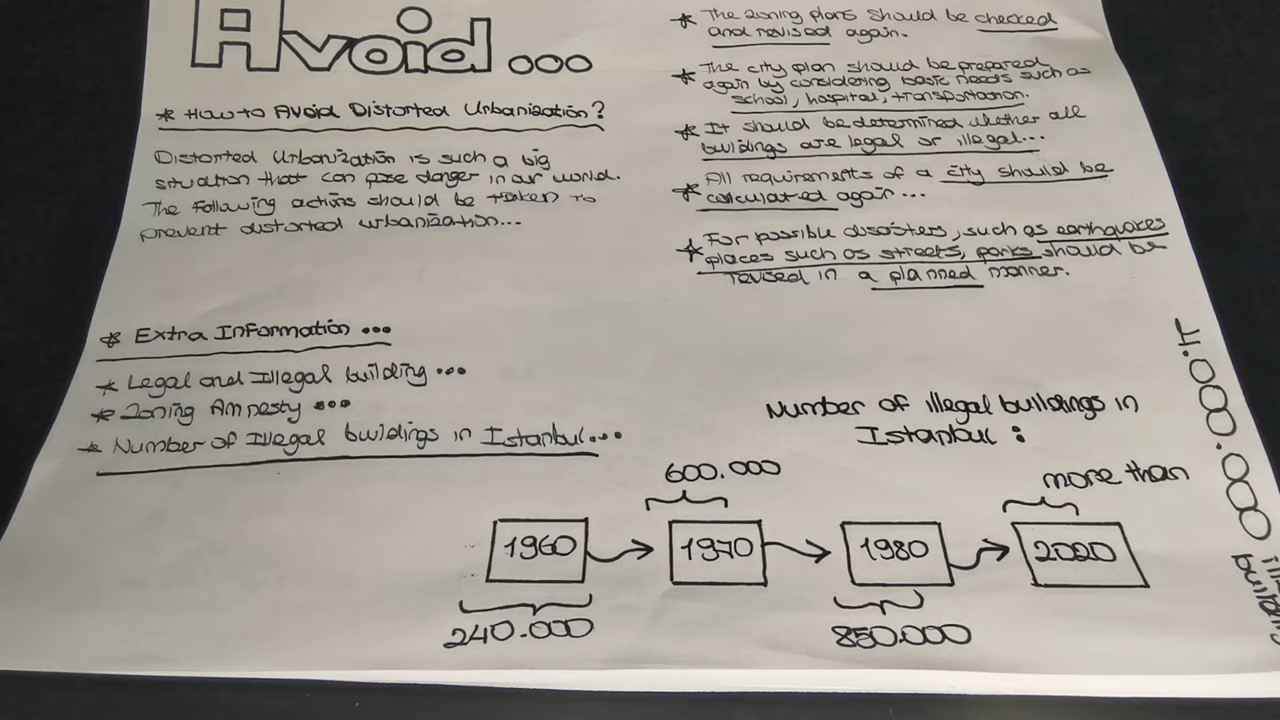 Avoid...
* How to Avoid Distorted Urbanization?
Distorted Urbanization is such a big
situation that can pose danger in our world.
The following actions should be taken to
prevent distorted urbanization...
* The zoning plans should be checked
and revised again.
* The city plan should be prepared
again by considering basic needs such as
school, hospital, transportation.
* It should be determined whether all
buildings are legal or illegal...
* All requirements of a city should be
calculated again...
* For possible disasters, such as earthquakes
places such as streets, parks should be
revised in a planned manner.
* Extra Information...
* Legal and Illegal building...
* Zoning Amnesty...
* Number of Illegal buildings in Istanbul...
Number of illegal buildings in
Istanbul:
600.000
more than
4.000.000
1960 1970 1980 2020
240.000
850.000